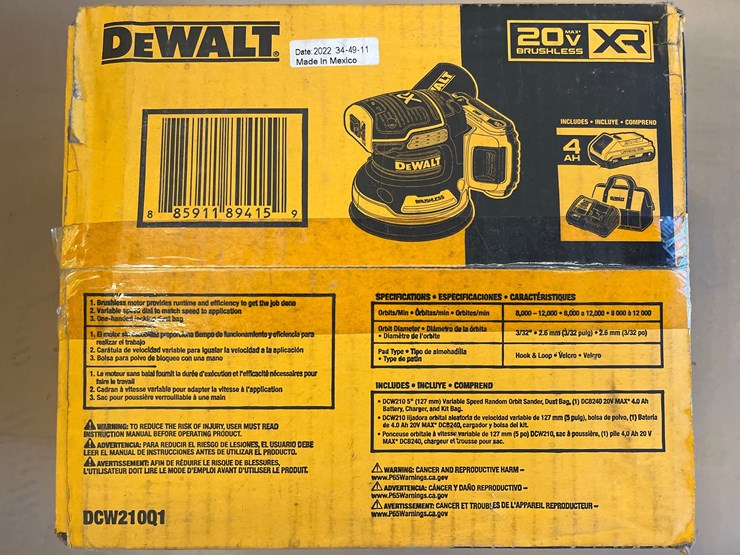 DEWALT
Date: 2022 34-49-11
Made In Mexico
20V MAX*
BRUSHLESS
XR
DEWALT
XR
DEWALT
BRUSHLESS
INCLUDES • INCLUYE • COMPREND
4
AH
DEWALT
8 85911 89415 9
1. Brushless motor provides runtime and efficiency to get the job done
2. Variable speed dial to match speed to application
3. One-handed locking dust bag
1. El motor sin escobillas proporciona tiempo de funcionamiento y eficiencia para
realizar el trabajo
2. Carátula de velocidad variable para igualar la velocidad a la aplicación
3. Bolsa para polvo de bloqueo con una mano
1. Le moteur sans balai fournit la durée d'exécution et l'efficacité nécessaires pour
faire le travail
2. Cadran à vitesse variable pour adapter la vitesse à l'application
3. Sac pour poussière verrouillable à une main
WARNING: TO REDUCE THE RISK OF INJURY, USER MUST READ
INSTRUCTION MANUAL BEFORE OPERATING PRODUCT.
ADVERTENCIA: PARA REDUCIR EL RIESGO DE LESIONES, EL USUARIO DEBE
LEER EL MANUAL DE INSTRUCCIONES ANTES DE UTILIZAR EL PRODUCTO.
AVERTISSEMENT: AFIN DE RÉDUIRE LE RISQUE DE BLESSURES,
L'UTILISATEUR DOIT LIRE LE MODE D'EMPLOI AVANT D'UTILISER LE PRODUIT.
DCW210Q1
SPECIFICATIONS • ESPECIFICACIONES • CARACTÉRISTIQUES
Orbits/Min • Órbitas/min • Orbites/min 8,000 – 12,000 • 8,000 a 12,000 • 8 000 à 12 000
Orbit Diameter • Diámetro de la órbita
• Diamètre de l'orbite
3/32" • 2.6 mm (3/32 pulg) • 2.6 mm (3/32 po)
Pad Type • Tipo de almohadilla
• Type de patin
Hook & Loop • Velcro • Velcro
INCLUDES • INCLUYE • COMPREND
• DCW210 5" (127 mm) Variable Speed Random Orbit Sander, Dust Bag, (1) DCB240 20V MAX* 4.0 Ah
Battery, Charger, and Kit Bag.
• DCW210 lijadora orbital aleatoria de velocidad variable de 127 mm (5 pulg), bolsa de polvo, (1) Batería
de 4.0 Ah 20V MAX* DCB240, cargador y bolsa del kit.
• Ponceuse orbitale à vitesse variable de 127 mm (5 po) DCW210, sac à poussière, (1) pile 4,0 Ah 20 V
MAX* DCB240, chargeur et trousse pour sac.
WARNING: CANCER AND REPRODUCTIVE HARM –
www.P65Warnings.ca.gov
ADVERTENCIA: CÁNCER Y DAÑO REPRODUCTIVO –
www.P65Warnings.ca.gov
AVERTISSEMENT: CANCER ET TROUBLES DE L'APPAREIL REPRODUCTEUR –
www.P65Warnings.ca.gov